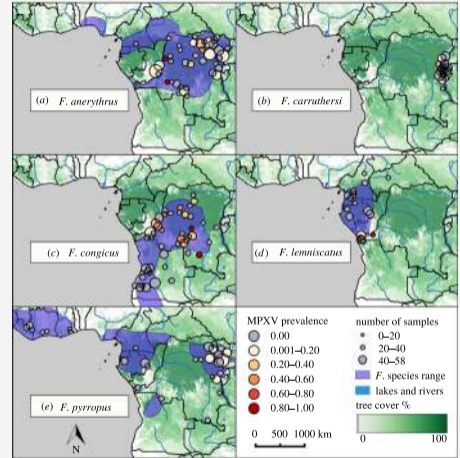 (a) F. anerythrus
(b) F. carruthersi
(c) F. congicus
(d) F. lemniscatus
(e) F. pyrropus
N
MPXV prevalence
0.00
0.001–0.20
0.20–0.40
0.40–0.60
0.60–0.80
0.80–1.00
0 500 1000 km
number of samples
0–20
20–40
40–58
F. species range
lakes and rivers
tree cover %
0 100